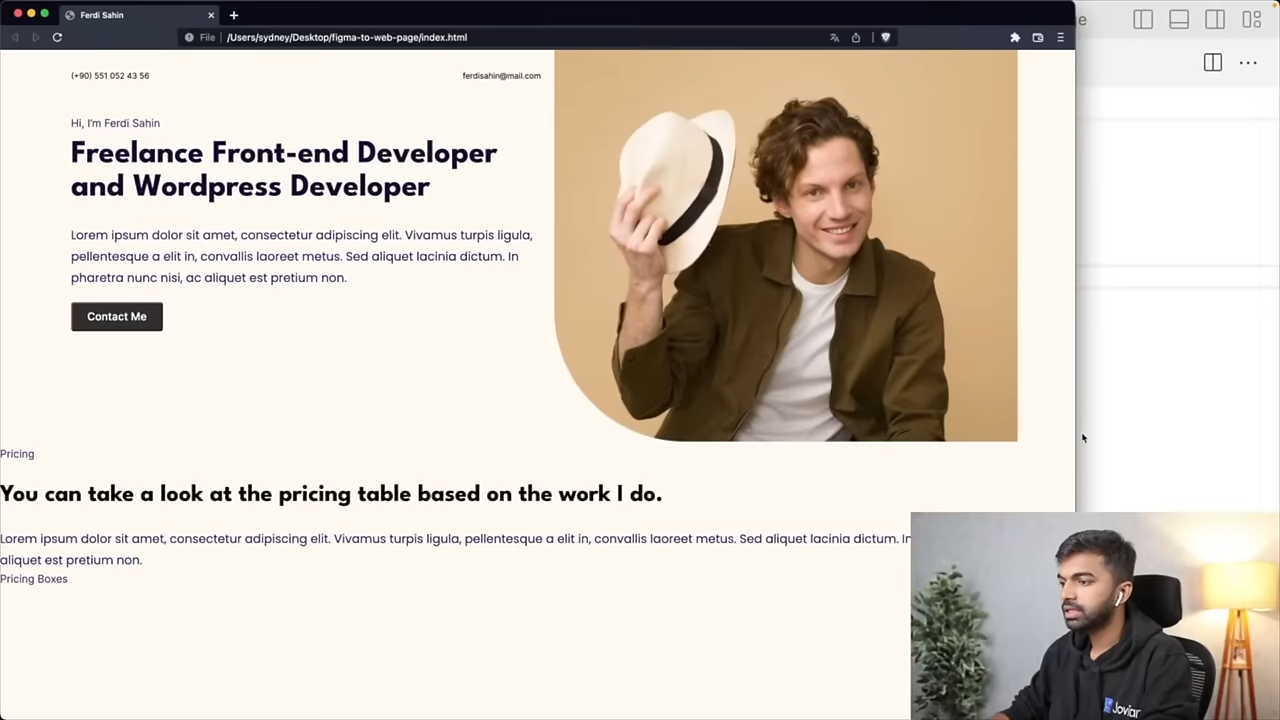 Ferdi Sahin
ge
File /Users/sydney/Desktop/figma-to-web-page/index.html
(+90) 551 052 43 56
ferdisahin@mail.com
Hi, I'm Ferdi Sahin
Freelance Front-end Developer
and Wordpress Developer
Lorem ipsum dolor sit amet, consectetur adipiscing elit. Vivamus turpis ligula,
pellentesque a elit in, convallis laoreet metus. Sed aliquet lacinia dictum. In
pharetra nunc nisi, ac aliquet est pretium non.
Contact Me
Pricing
You can take a look at the pricing table based on the work I do.
Lorem ipsum dolor sit amet, consectetur adipiscing elit. Vivamus turpis ligula, pellentesque a elit in, convallis laoreet metus. Sed aliquet lacinia dictum. In
aliquet est pretium non.
Pricing Boxes
Jovian